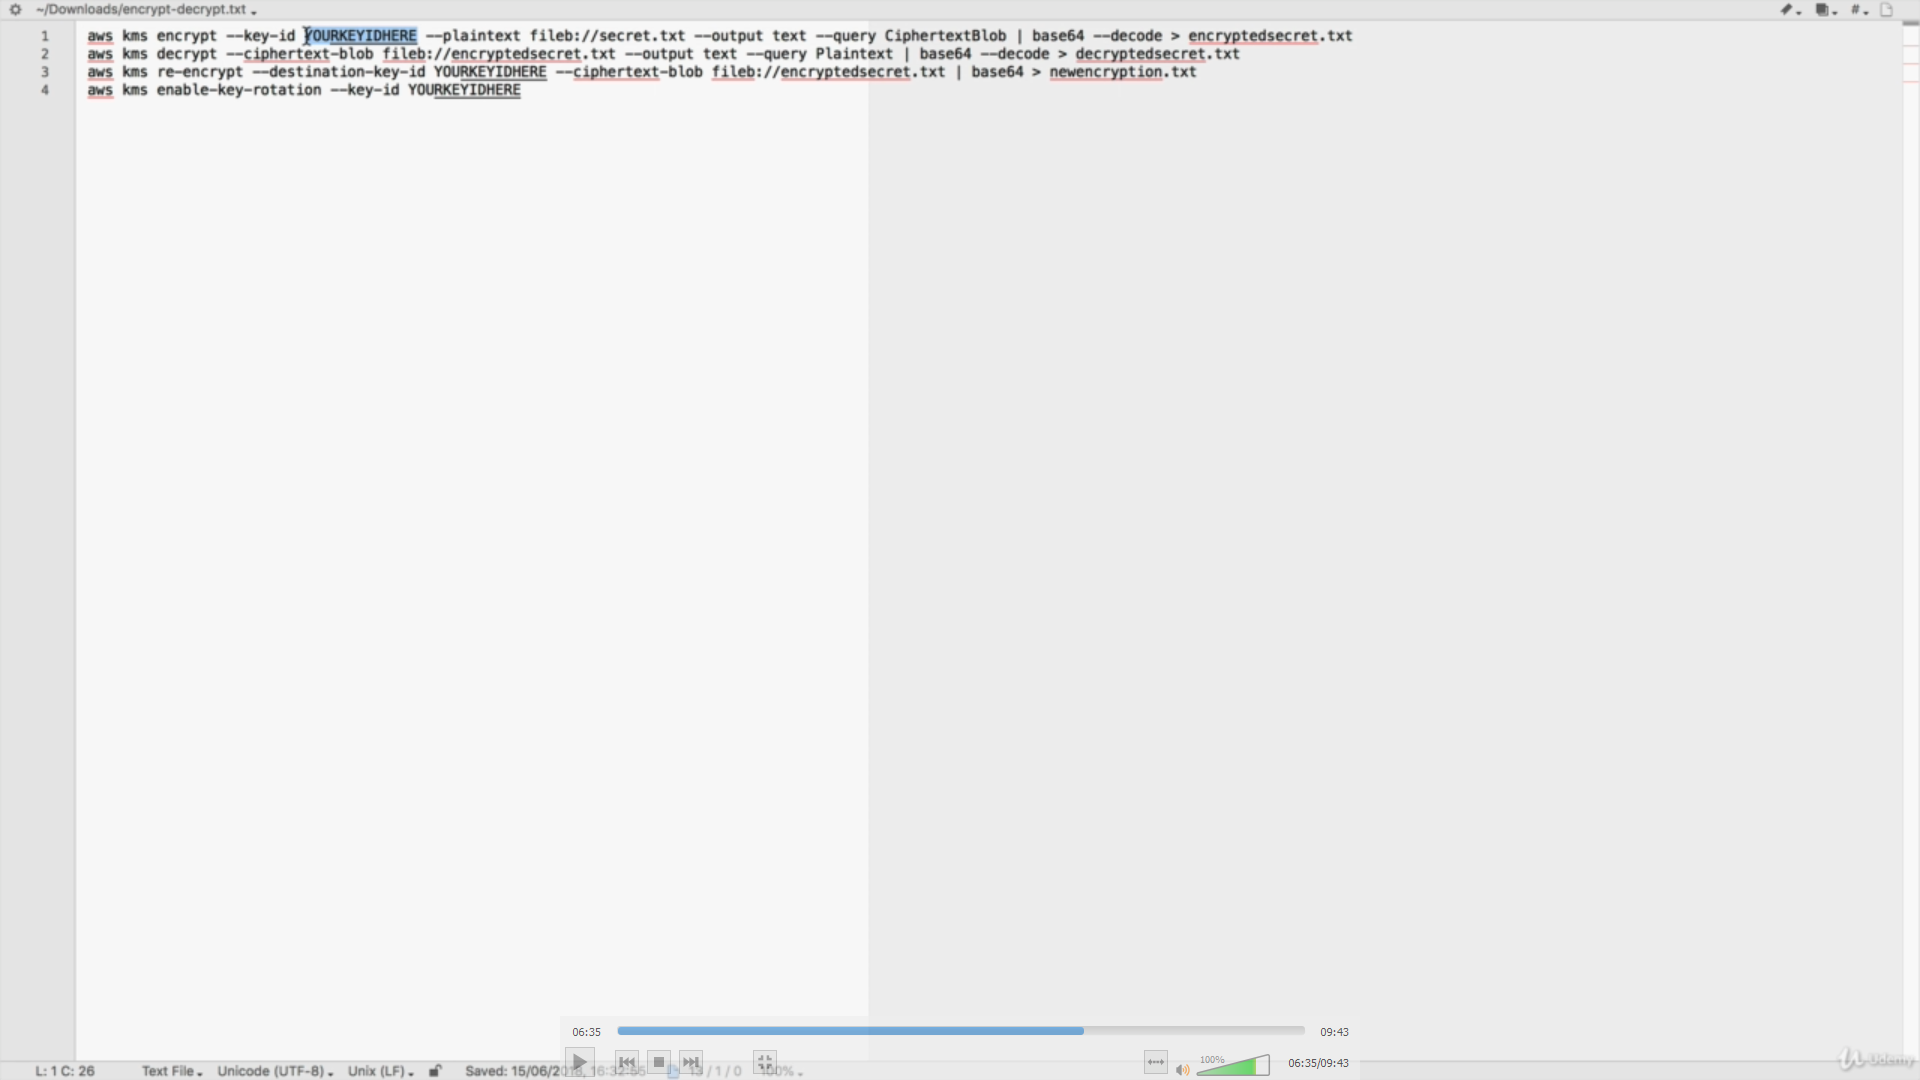 ~/Downloads/encrypt-decrypt.txt
1 aws kms encrypt --key-id YOURKEYIDHERE --plaintext fileb://secret.txt --output text --query CiphertextBlob | base64 --decode > encryptedsecret.txt
2 aws kms decrypt --ciphertext-blob fileb://encryptedsecret.txt --output text --query Plaintext | base64 --decode > decryptedsecret.txt
3 aws kms re-encrypt --destination-key-id YOURKEYIDHERE --ciphertext-blob fileb://encryptedsecret.txt | base64 > newencryption.txt
4 aws kms enable-key-rotation --key-id YOURKEYIDHERE
06:35 09:43
100% 06:35/09:43
L: 1 C: 26 Text File Unicode (UTF-8) Unix (LF) Saved: 15/06/2018, 16:32:55 / 1 / 0 100%
Udemy